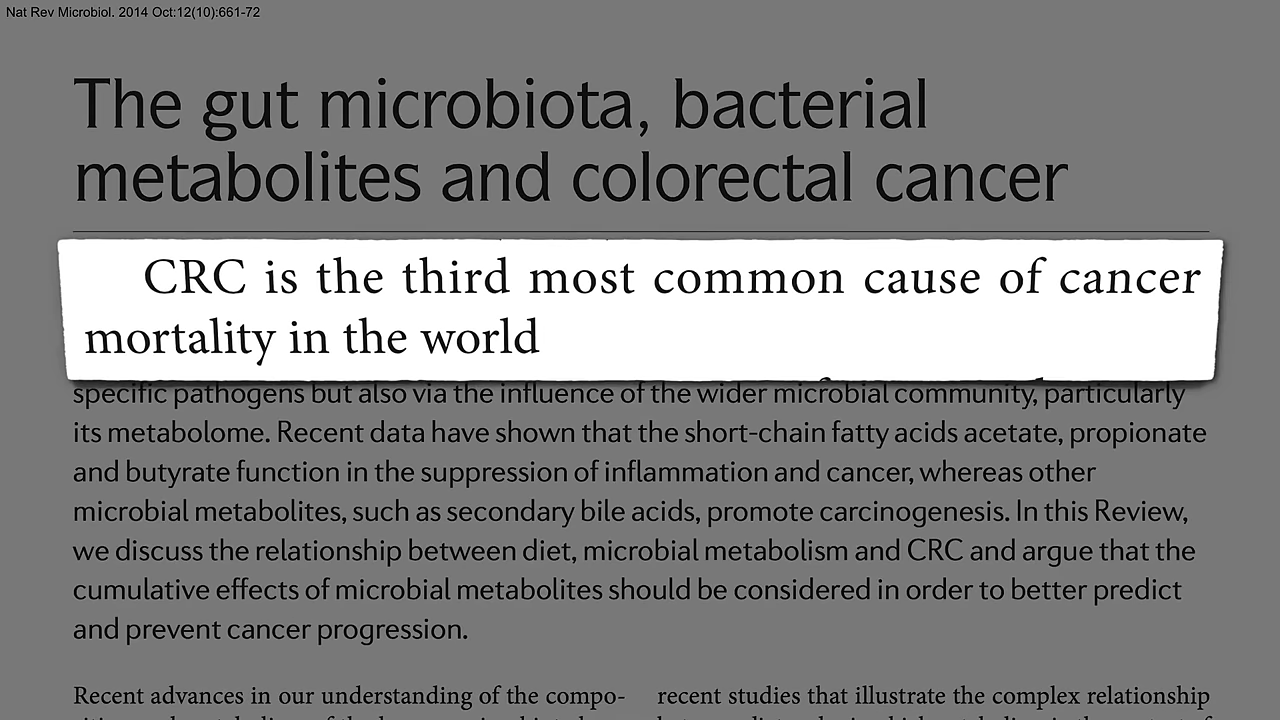 Nat Rev Microbiol. 2014 Oct:12(10):661-72
The gut microbiota, bacterial
metabolites and colorectal cancer
CRC is the third most common cause of cancer
mortality in the world
specific pathogens but also via the influence of the wider microbial community, particularly
its metabolome. Recent data have shown that the short-chain fatty acids acetate, propionate
and butyrate function in the suppression of inflammation and cancer, whereas other
microbial metabolites, such as secondary bile acids, promote carcinogenesis. In this Review,
we discuss the relationship between diet, microbial metabolism and CRC and argue that the
cumulative effects of microbial metabolites should be considered in order to better predict
and prevent cancer progression.
Recent advances in our understanding of the compo-
recent studies that illustrate the complex relationship